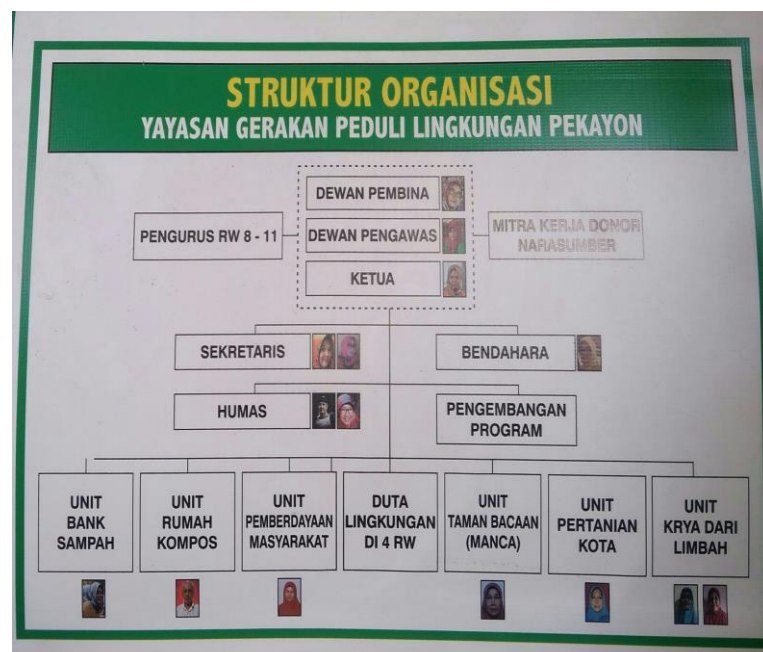 STRUKTUR ORGANISASI
YAYASAN GERAKAN PEDULI LINGKUNGAN PEKAYON
DEWAN PEMBINA
PENGURUS RW 8 - 11
DEWAN PENGAWAS
MITRA KERJA DONOR
NARASUMBER
KETUA
SEKRETARIS
BENDAHARA
HUMAS
PENGEMBANGAN
PROGRAM
UNIT
BANK
SAMPAH
UNIT
RUMAH
KOMPOS
UNIT
PEMBERDAYAAN
MASYARAKAT
DUTA
LINGKUNGAN
DI 4 RW
UNIT
TAMAN BACAAN
(MANCA)
UNIT
PERTANIAN
KOTA
UNIT
KRYA DARI
LIMBAH